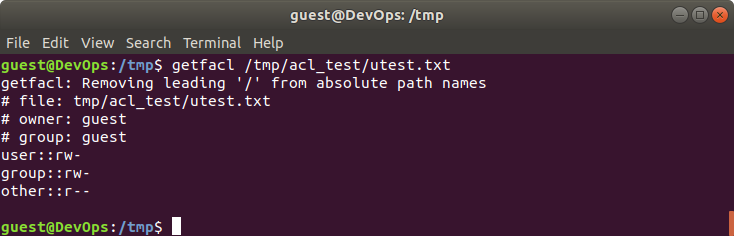 guest@DevOps: /tmp
File Edit View Search Terminal Help
guest@DevOps:/tmp$ getfacl /tmp/acl_test/utest.txt
getfacl: Removing leading '/' from absolute path names
# file: tmp/acl_test/utest.txt
# owner: guest
# group: guest
user::rw-
group::rw-
other::r--
guest@DevOps:/tmp$